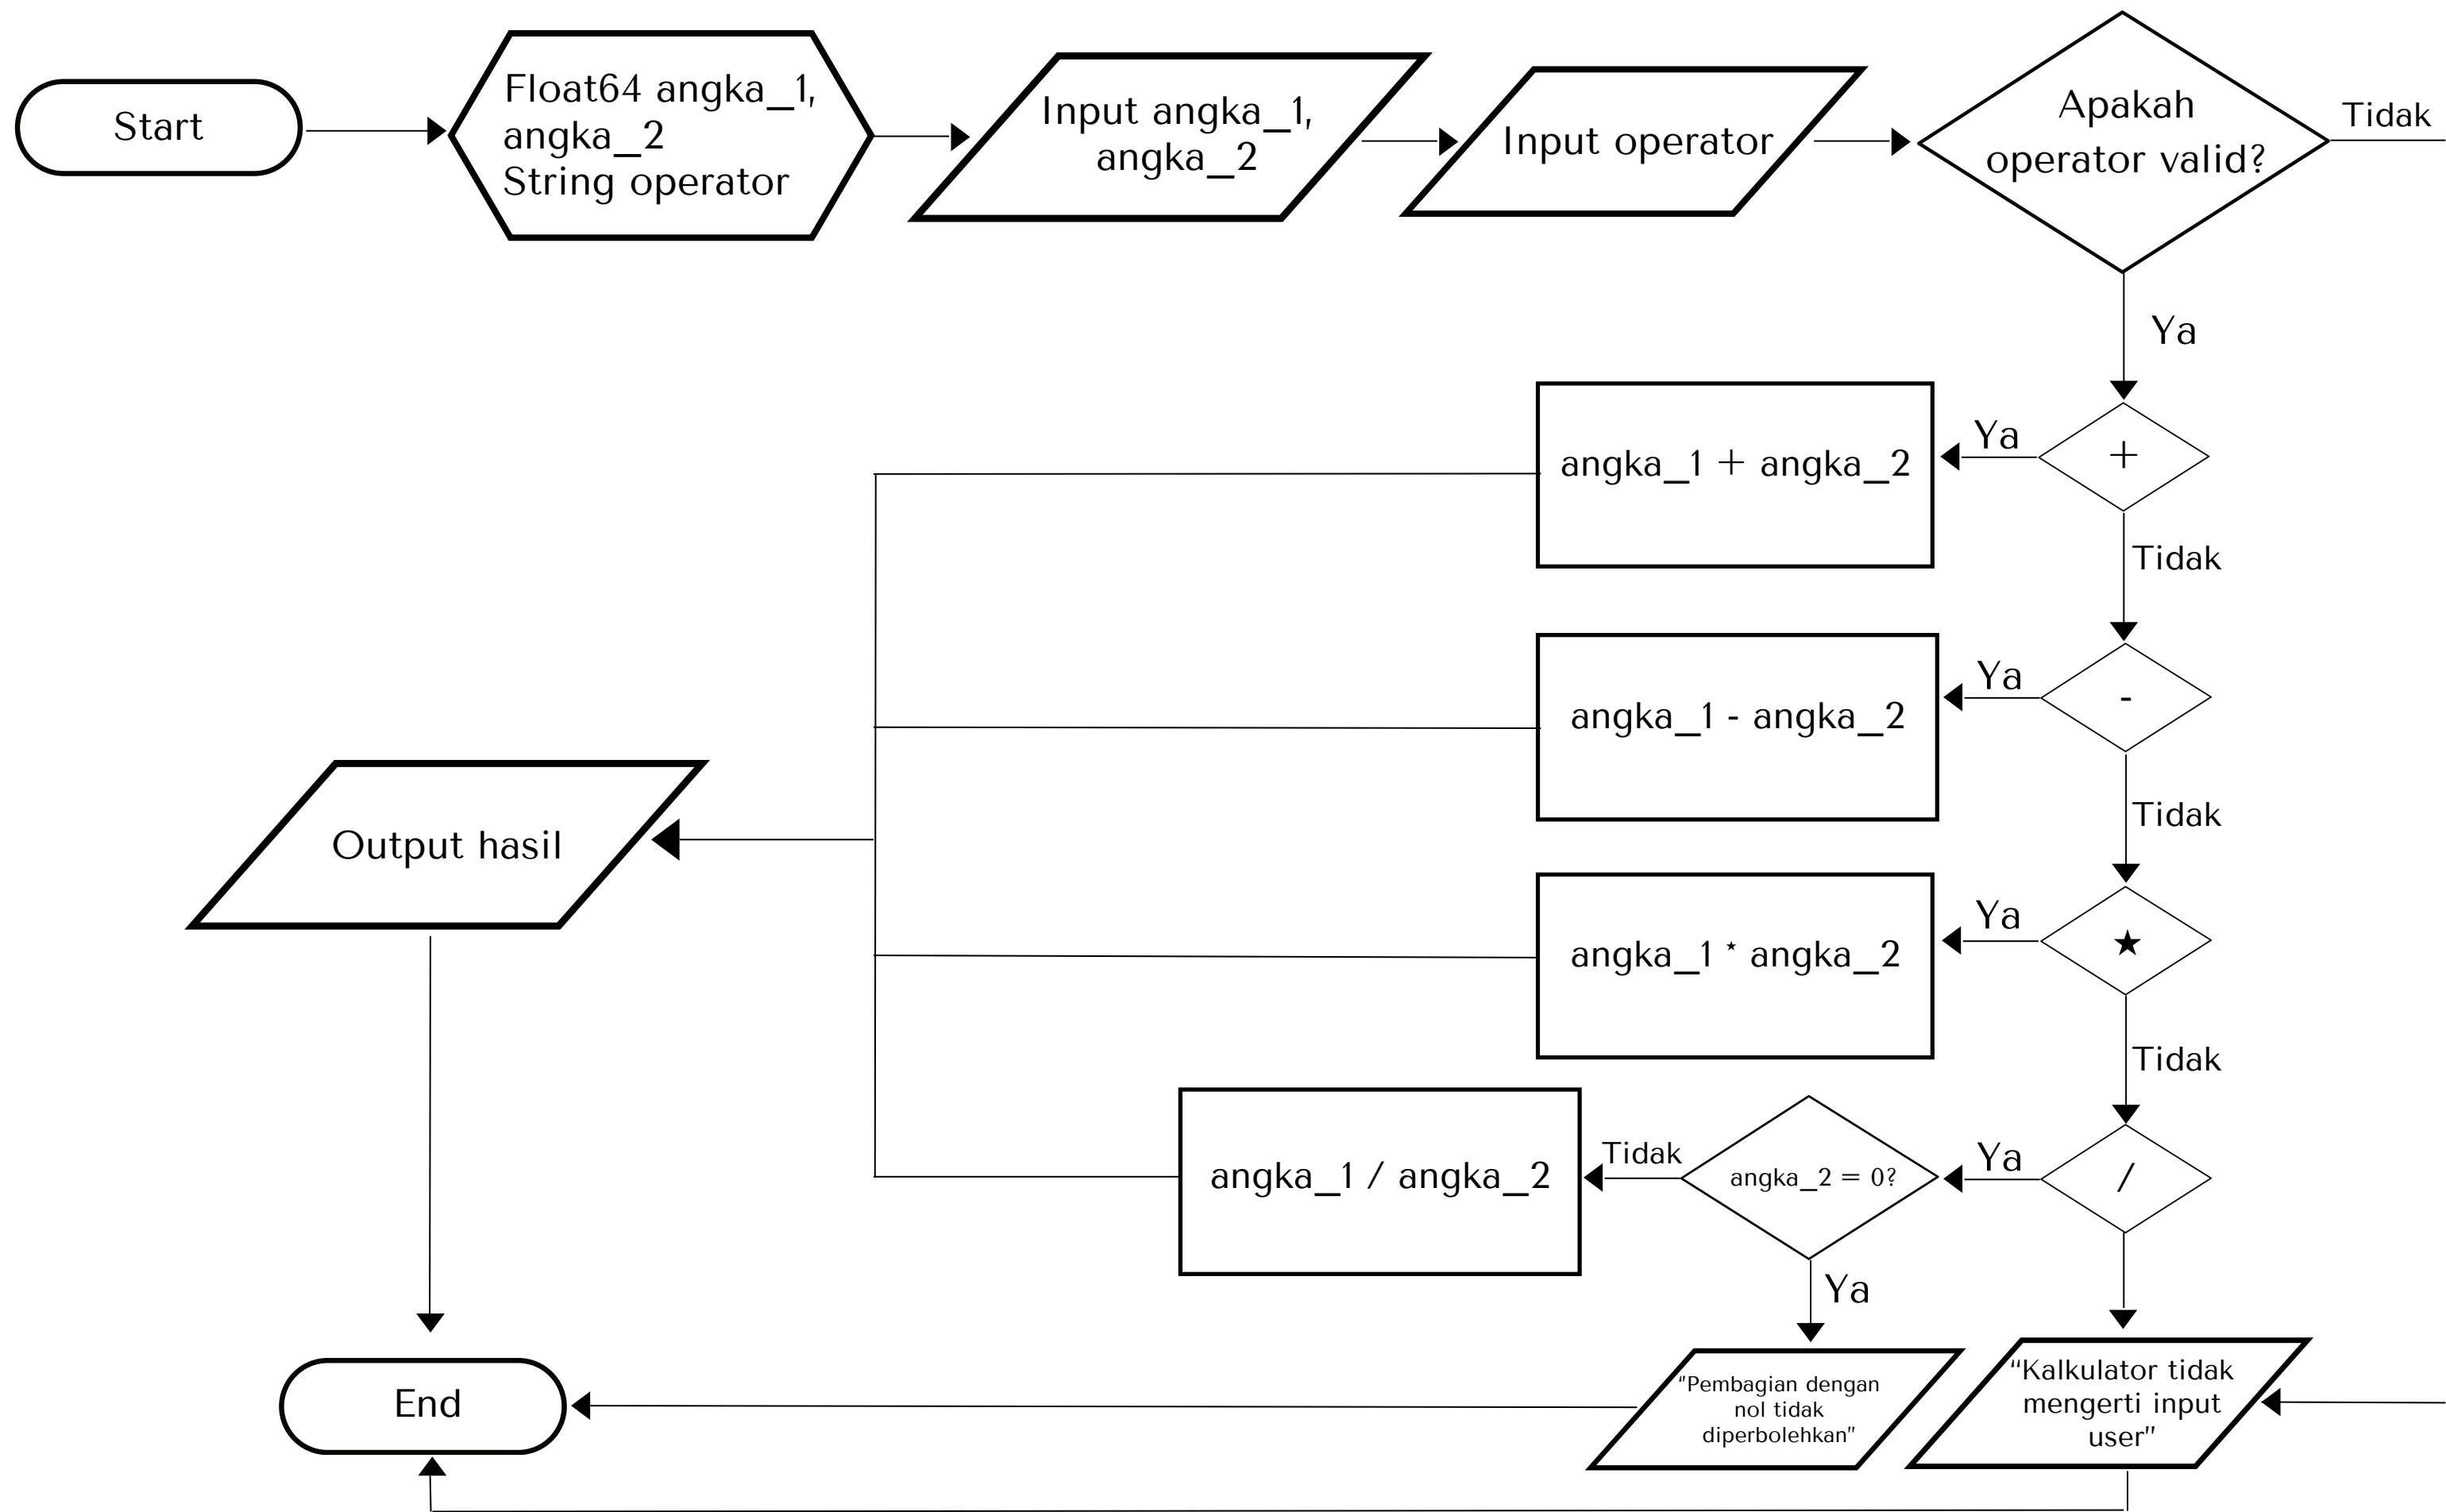 Start
Float64 angka_1,
angka_2
String operator
Input angka_1,
angka_2
Input operator
Apakah
operator valid?
Tidak
Ya
angka_1 + angka_2
Ya
+
Tidak
angka_1 - angka_2
Ya
-
Tidak
Output hasil
angka_1 * angka_2
Ya
★
Tidak
angka_1 / angka_2
Tidak
angka_2 = 0?
Ya
/
Ya
End
"Pembagian dengan
nol tidak
diperbolehkan"
"Kalkulator tidak
mengerti input
user"